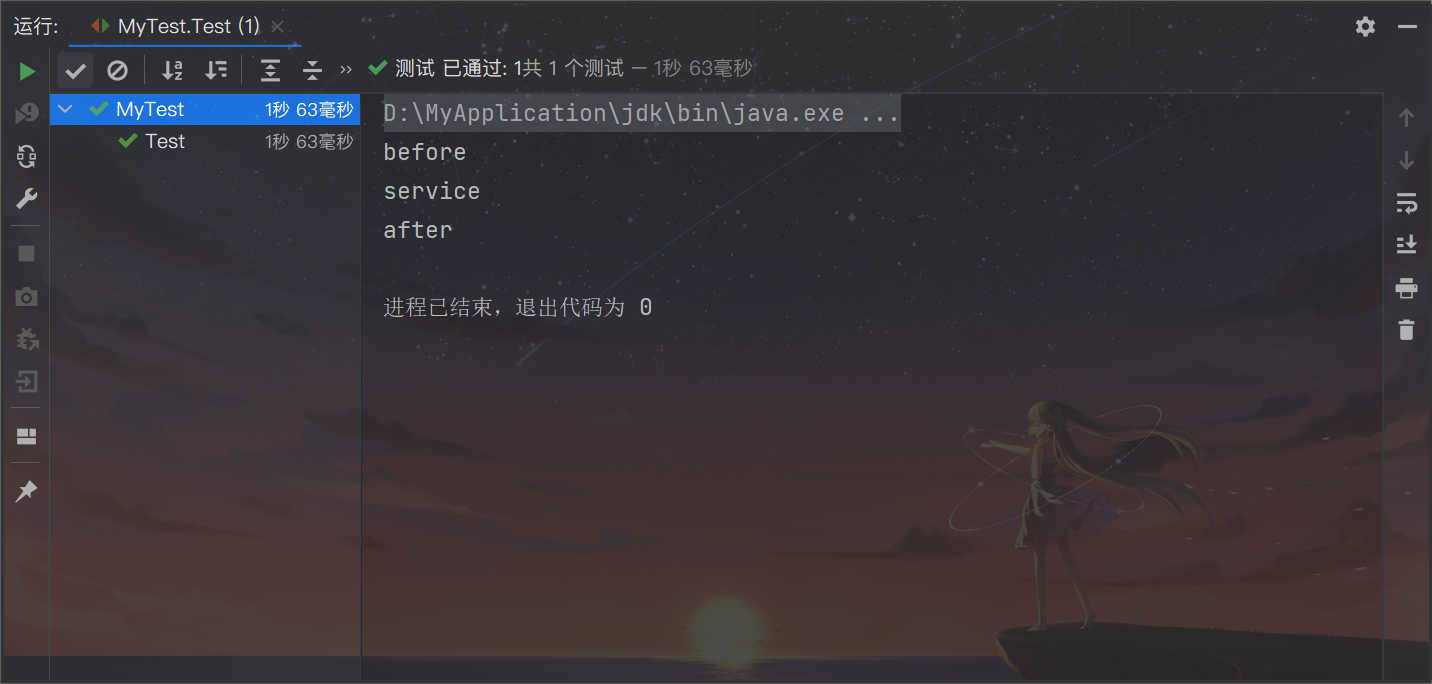 运行: MyTest.Test (1)
测试 已通过: 1共 1 个测试 – 1秒 63毫秒
MyTest 1秒 63毫秒
Test 1秒 63毫秒
D:\MyApplication\jdk\bin\java.exe ...
before
service
after
进程已结束，退出代码为 0